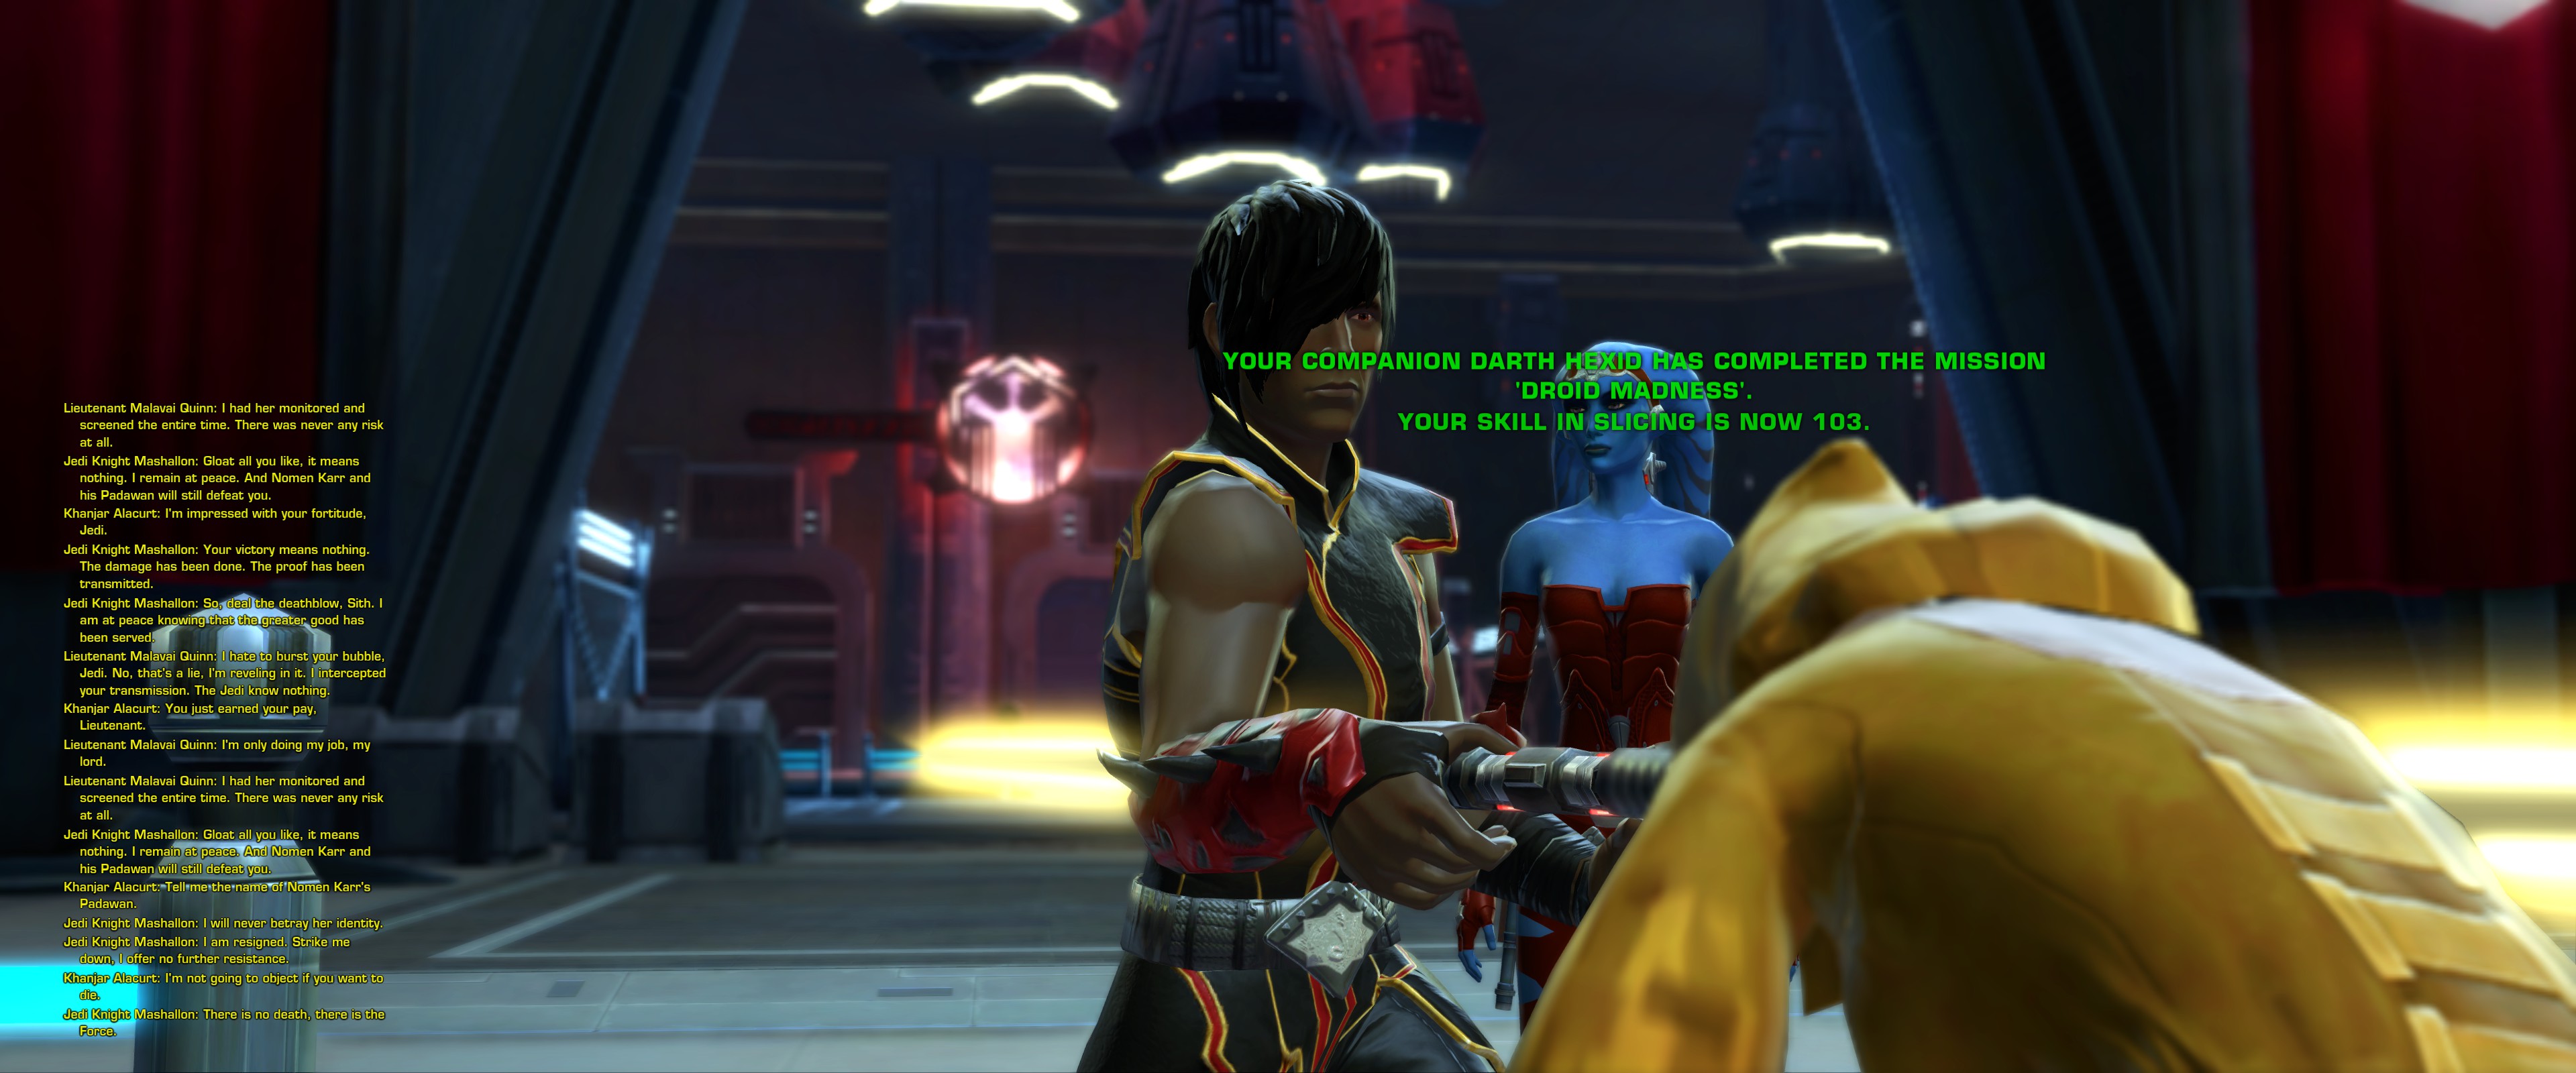 Lieutenant Malavai Quinn: I had her monitored and
screened the entire time. There was never any risk
at all.
Jedi Knight Mashallon: Gloat all you like, it means
nothing. I remain at peace. And Nomen Karr and
his Padawan will still defeat you.
Khanjar Alacurt: I'm impressed with your fortitude,
Jedi.
Jedi Knight Mashallon: Your victory means nothing.
The damage has been done. The proof has been
transmitted.
Jedi Knight Mashallon: So, deal the deathblow, Sith. I
am at peace knowing that the greater good has
been served.
Lieutenant Malavai Quinn: I hate to burst your bubble,
Jedi. No, that's a lie, I'm reveling in it. I intercepted
your transmission. The Jedi know nothing.
Khanjar Alacurt: You just earned your pay,
Lieutenant.
Lieutenant Malavai Quinn: I'm only doing my job, my
lord.
Lieutenant Malavai Quinn: I had her monitored and
screened the entire time. There was never any risk
at all.
Jedi Knight Mashallon: Gloat all you like, it means
nothing. I remain at peace. And Nomen Karr and
his Padawan will still defeat you.
Khanjar Alacurt: Tell me the name of Nomen Karr's
Padawan.
Jedi Knight Mashallon: I will never betray her identity.
Jedi Knight Mashallon: I am resigned. Strike me
down, I offer no further resistance.
Khanjar Alacurt: I'm not going to object if you want to
die.
Jedi Knight Mashallon: There is no death, there is the
Force.
YOUR COMPANION DARTH HEXID HAS COMPLETED THE MISSION
'DROID MADNESS'.
YOUR SKILL IN SLICING IS NOW 103.